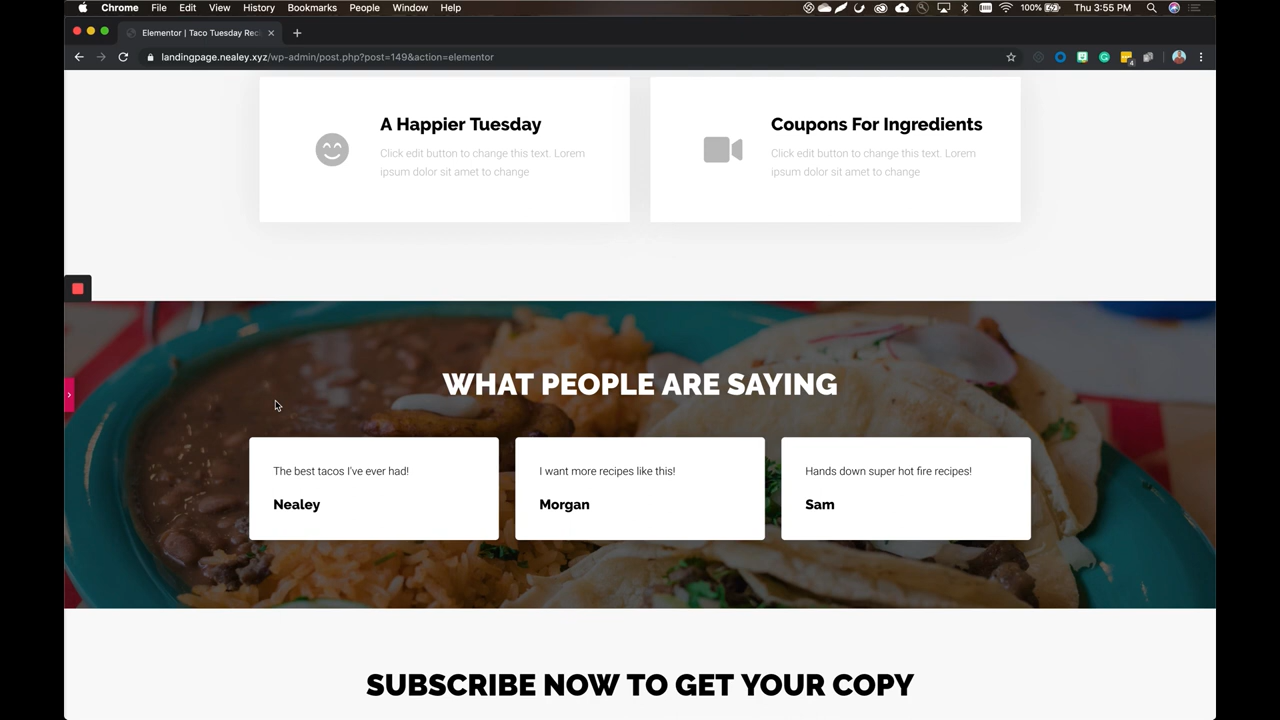 Chrome File Edit View History Bookmarks People Window Help 100% Thu 3:55 PM
Elementor | Taco Tuesday Reci
landingpage.nealey.xyz/wp-admin/post.php?post=149&action=elementor
A Happier Tuesday
Click edit button to change this text. Lorem
ipsum dolor sit amet to change
Coupons For Ingredients
Click edit button to change this text. Lorem
ipsum dolor sit amet to change
WHAT PEOPLE ARE SAYING
The best tacos I've ever had!
Nealey
I want more recipes like this!
Morgan
Hands down super hot fire recipes!
Sam
SUBSCRIBE NOW TO GET YOUR COPY